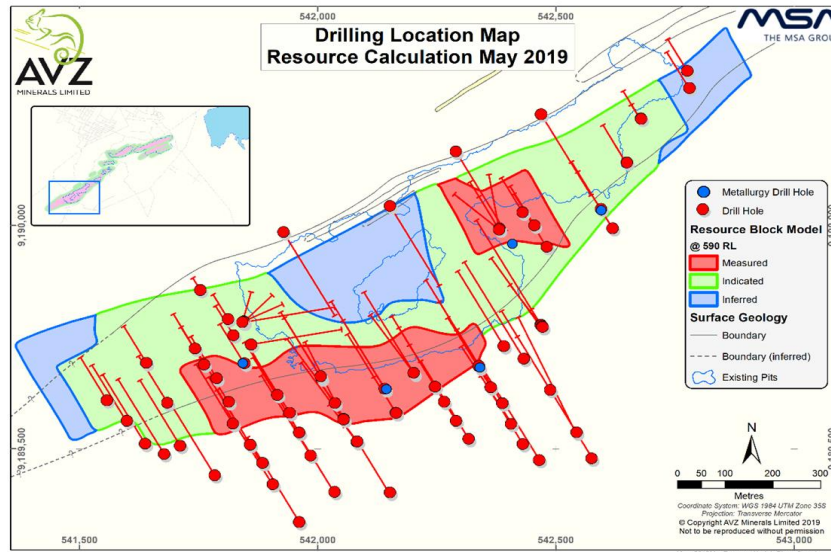 542,000
542,500
Drilling Location Map
Resource Calculation May 2019
AVZ
MINERALS LIMITED
MSA
THE MSA GROUP
9,190,000
Metallurgy Drill Hole
Drill Hole
Resource Block Model
@ 590 RL
Measured
Indicated
Inferred
Surface Geology
Boundary
Boundary (inferred)
Existing Pits
9,189,500
N
0 50 100 200 300
Metres
Coordinate System: WGS 1984 UTM Zone 35S
Projection: Transverse Mercator
© Copyright AVZ Minerals Limited 2019
Not to be reproduced without permission
541,500
542,000
542,500
543,000